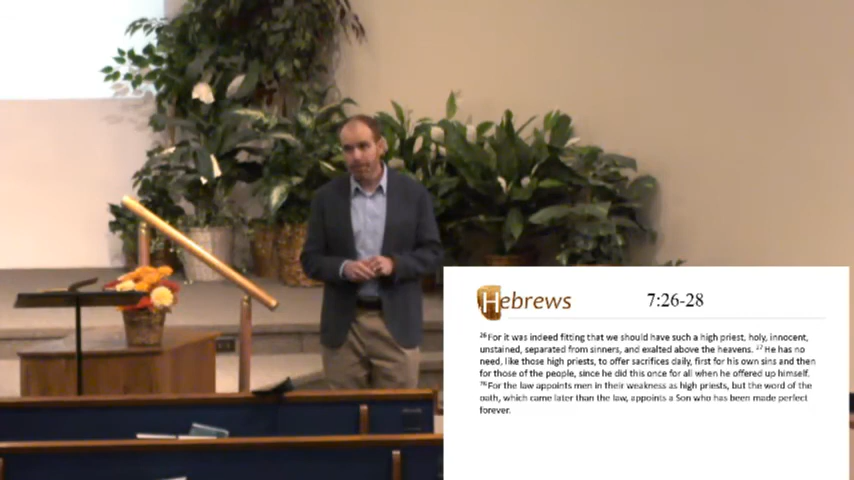 Hebrews 7:26-28
26 For it was indeed fitting that we should have such a high priest, holy, innocent,
unstained, separated from sinners, and exalted above the heavens. 27 He has no
need, like those high priests, to offer sacrifices daily, first for his own sins and then
for those of the people, since he did this once for all when he offered up himself.
28 For the law appoints men in their weakness as high priests, but the word of the
oath, which came later than the law, appoints a Son who has been made perfect
forever.